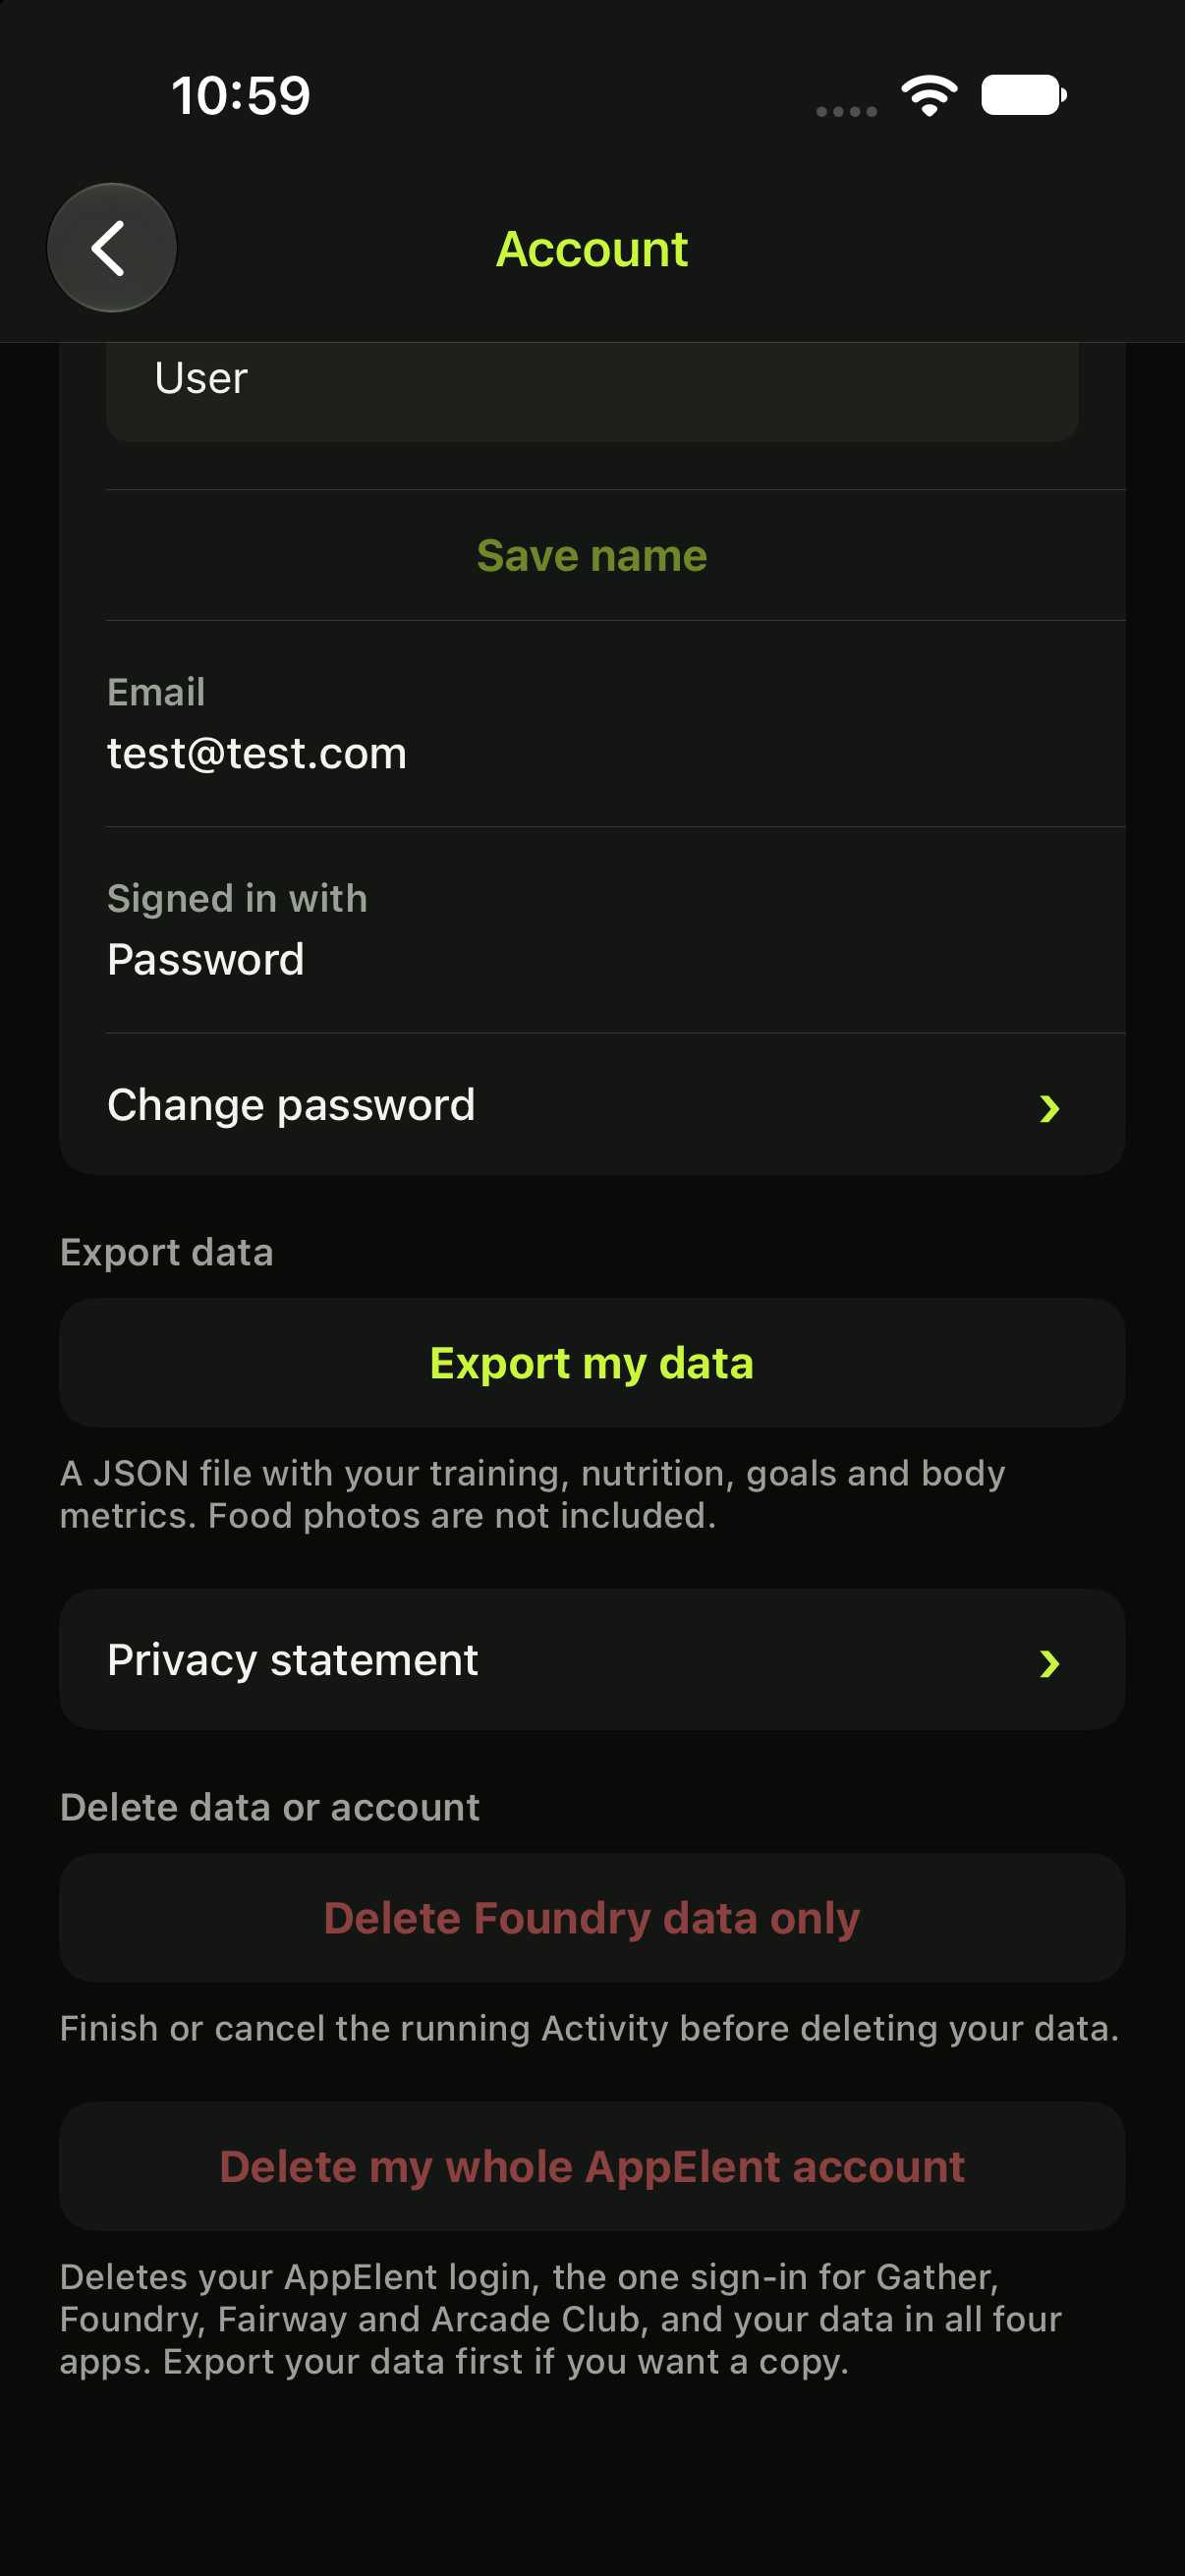 10:59
Account
User
Save name
Email
test@test.com
Signed in with
Password
Change password
Export data
Export my data
A JSON file with your training, nutrition, goals and body
metrics. Food photos are not included.
Privacy statement
Delete data or account
Delete Foundry data only
Finish or cancel the running Activity before deleting your data.
Delete my whole AppElent account
Deletes your AppElent login, the one sign-in for Gather,
Foundry, Fairway and Arcade Club, and your data in all four
apps. Export your data first if you want a copy.